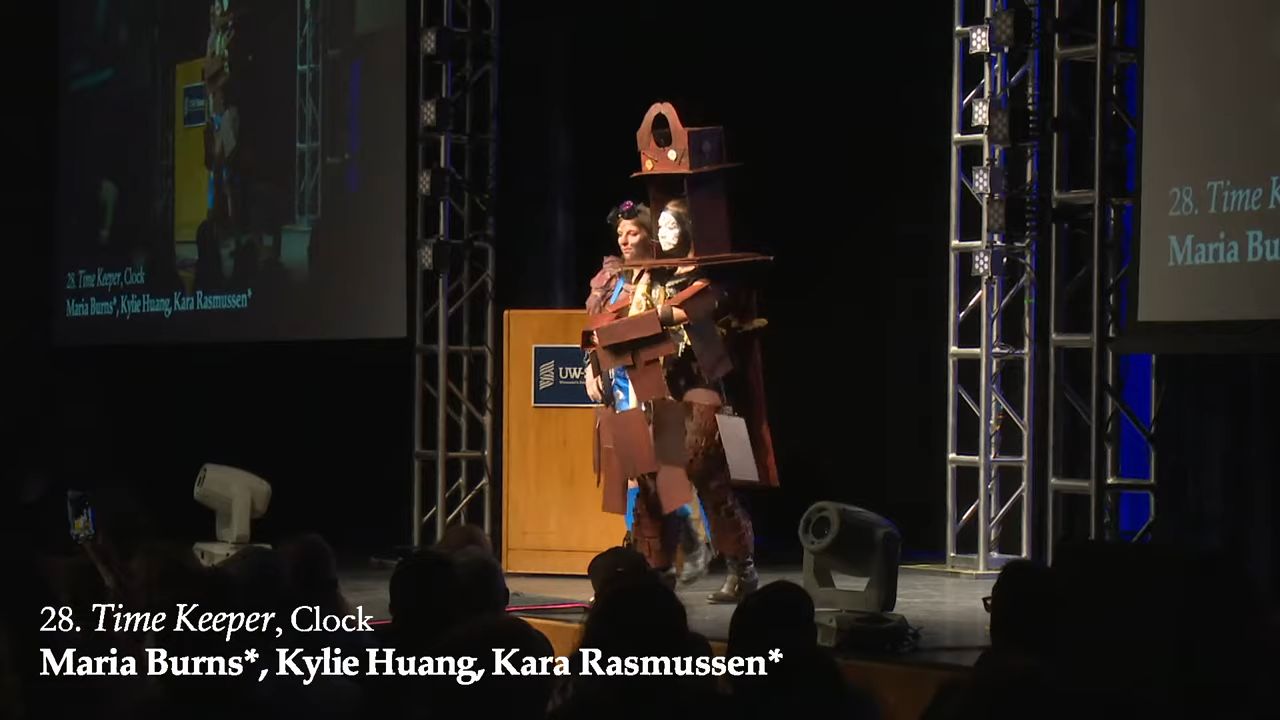 28. Time Keeper, Clock
Maria Burns*, Kylie Huang, Kara Rasmussen*
28. Time K
Maria Bu
UW-S
28. Time Keeper, Clock
Maria Burns*, Kylie Huang, Kara Rasmussen*